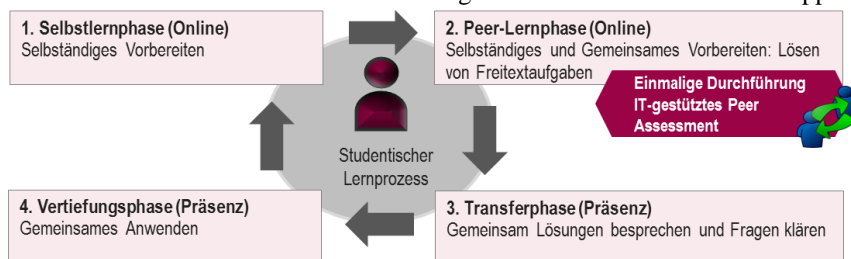 1. Selbstlernphase (Online)
Selbständiges Vorbereiten
2. Peer-Lernphase (Online)
Selbständiges und Gemeinsames Vorbereiten: Lösen
von Freitextaufgaben
Einmalige Durchführung
IT-gestütztes Peer
Assessment
Studentischer
Lernprozess
4. Vertiefungsphase (Präsenz)
Gemeinsames Anwenden
3. Transferphase (Präsenz)
Gemeinsam Lösungen besprechen und Fragen klären